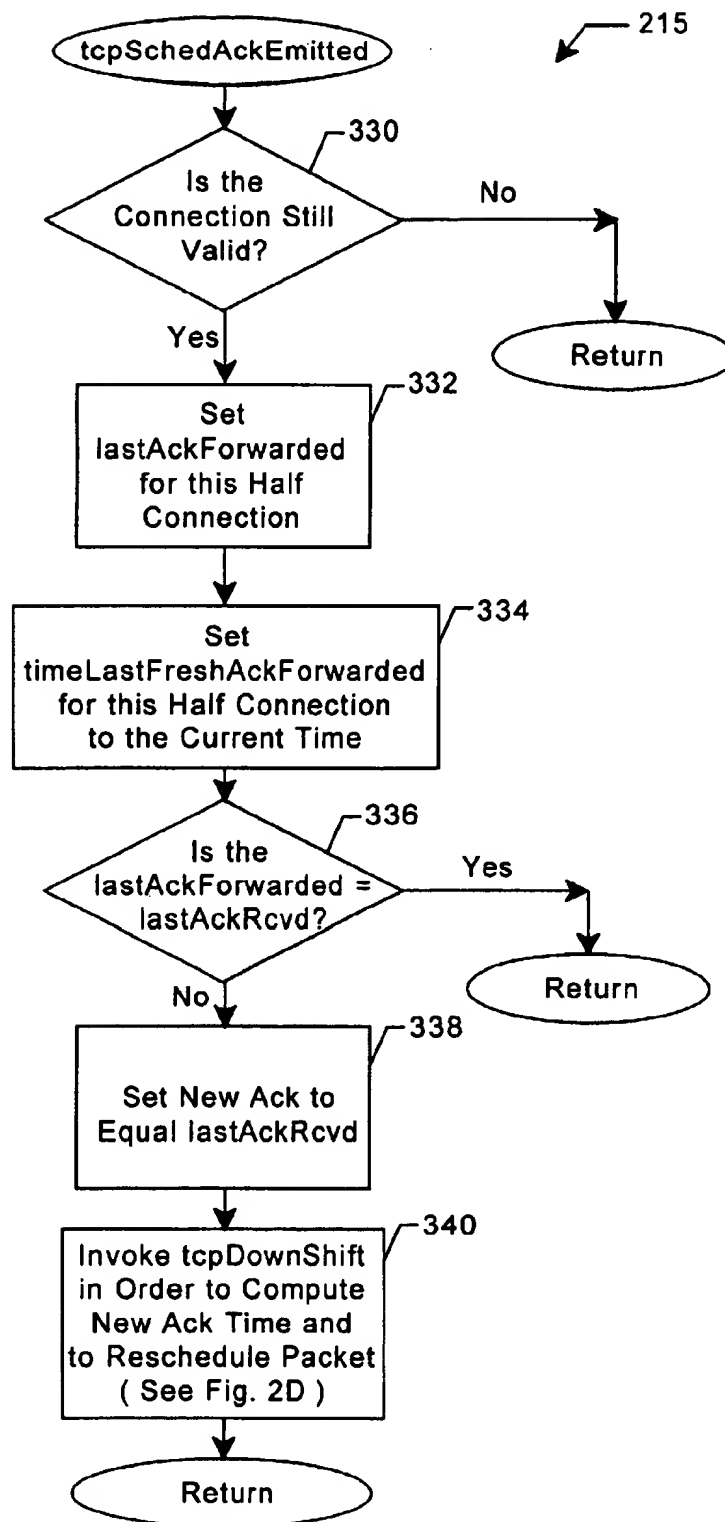 tcpSchedAckEmitted
215
330
Is the
Connection Still
Valid?
No
Yes
Return
332
Set
lastAckForwarded
for this Half
Connection
334
Set
timeLastFreshAckForwarded
for this Half Connection
to the Current Time
336
Is the
lastAckForwarded =
lastAckRcvd?
Yes
No
Return
338
Set New Ack to
Equal lastAckRcvd
340
Invoke tcpDownShift
in Order to Compute
New Ack Time and
to Reschedule Packet
( See Fig. 2D )
Return